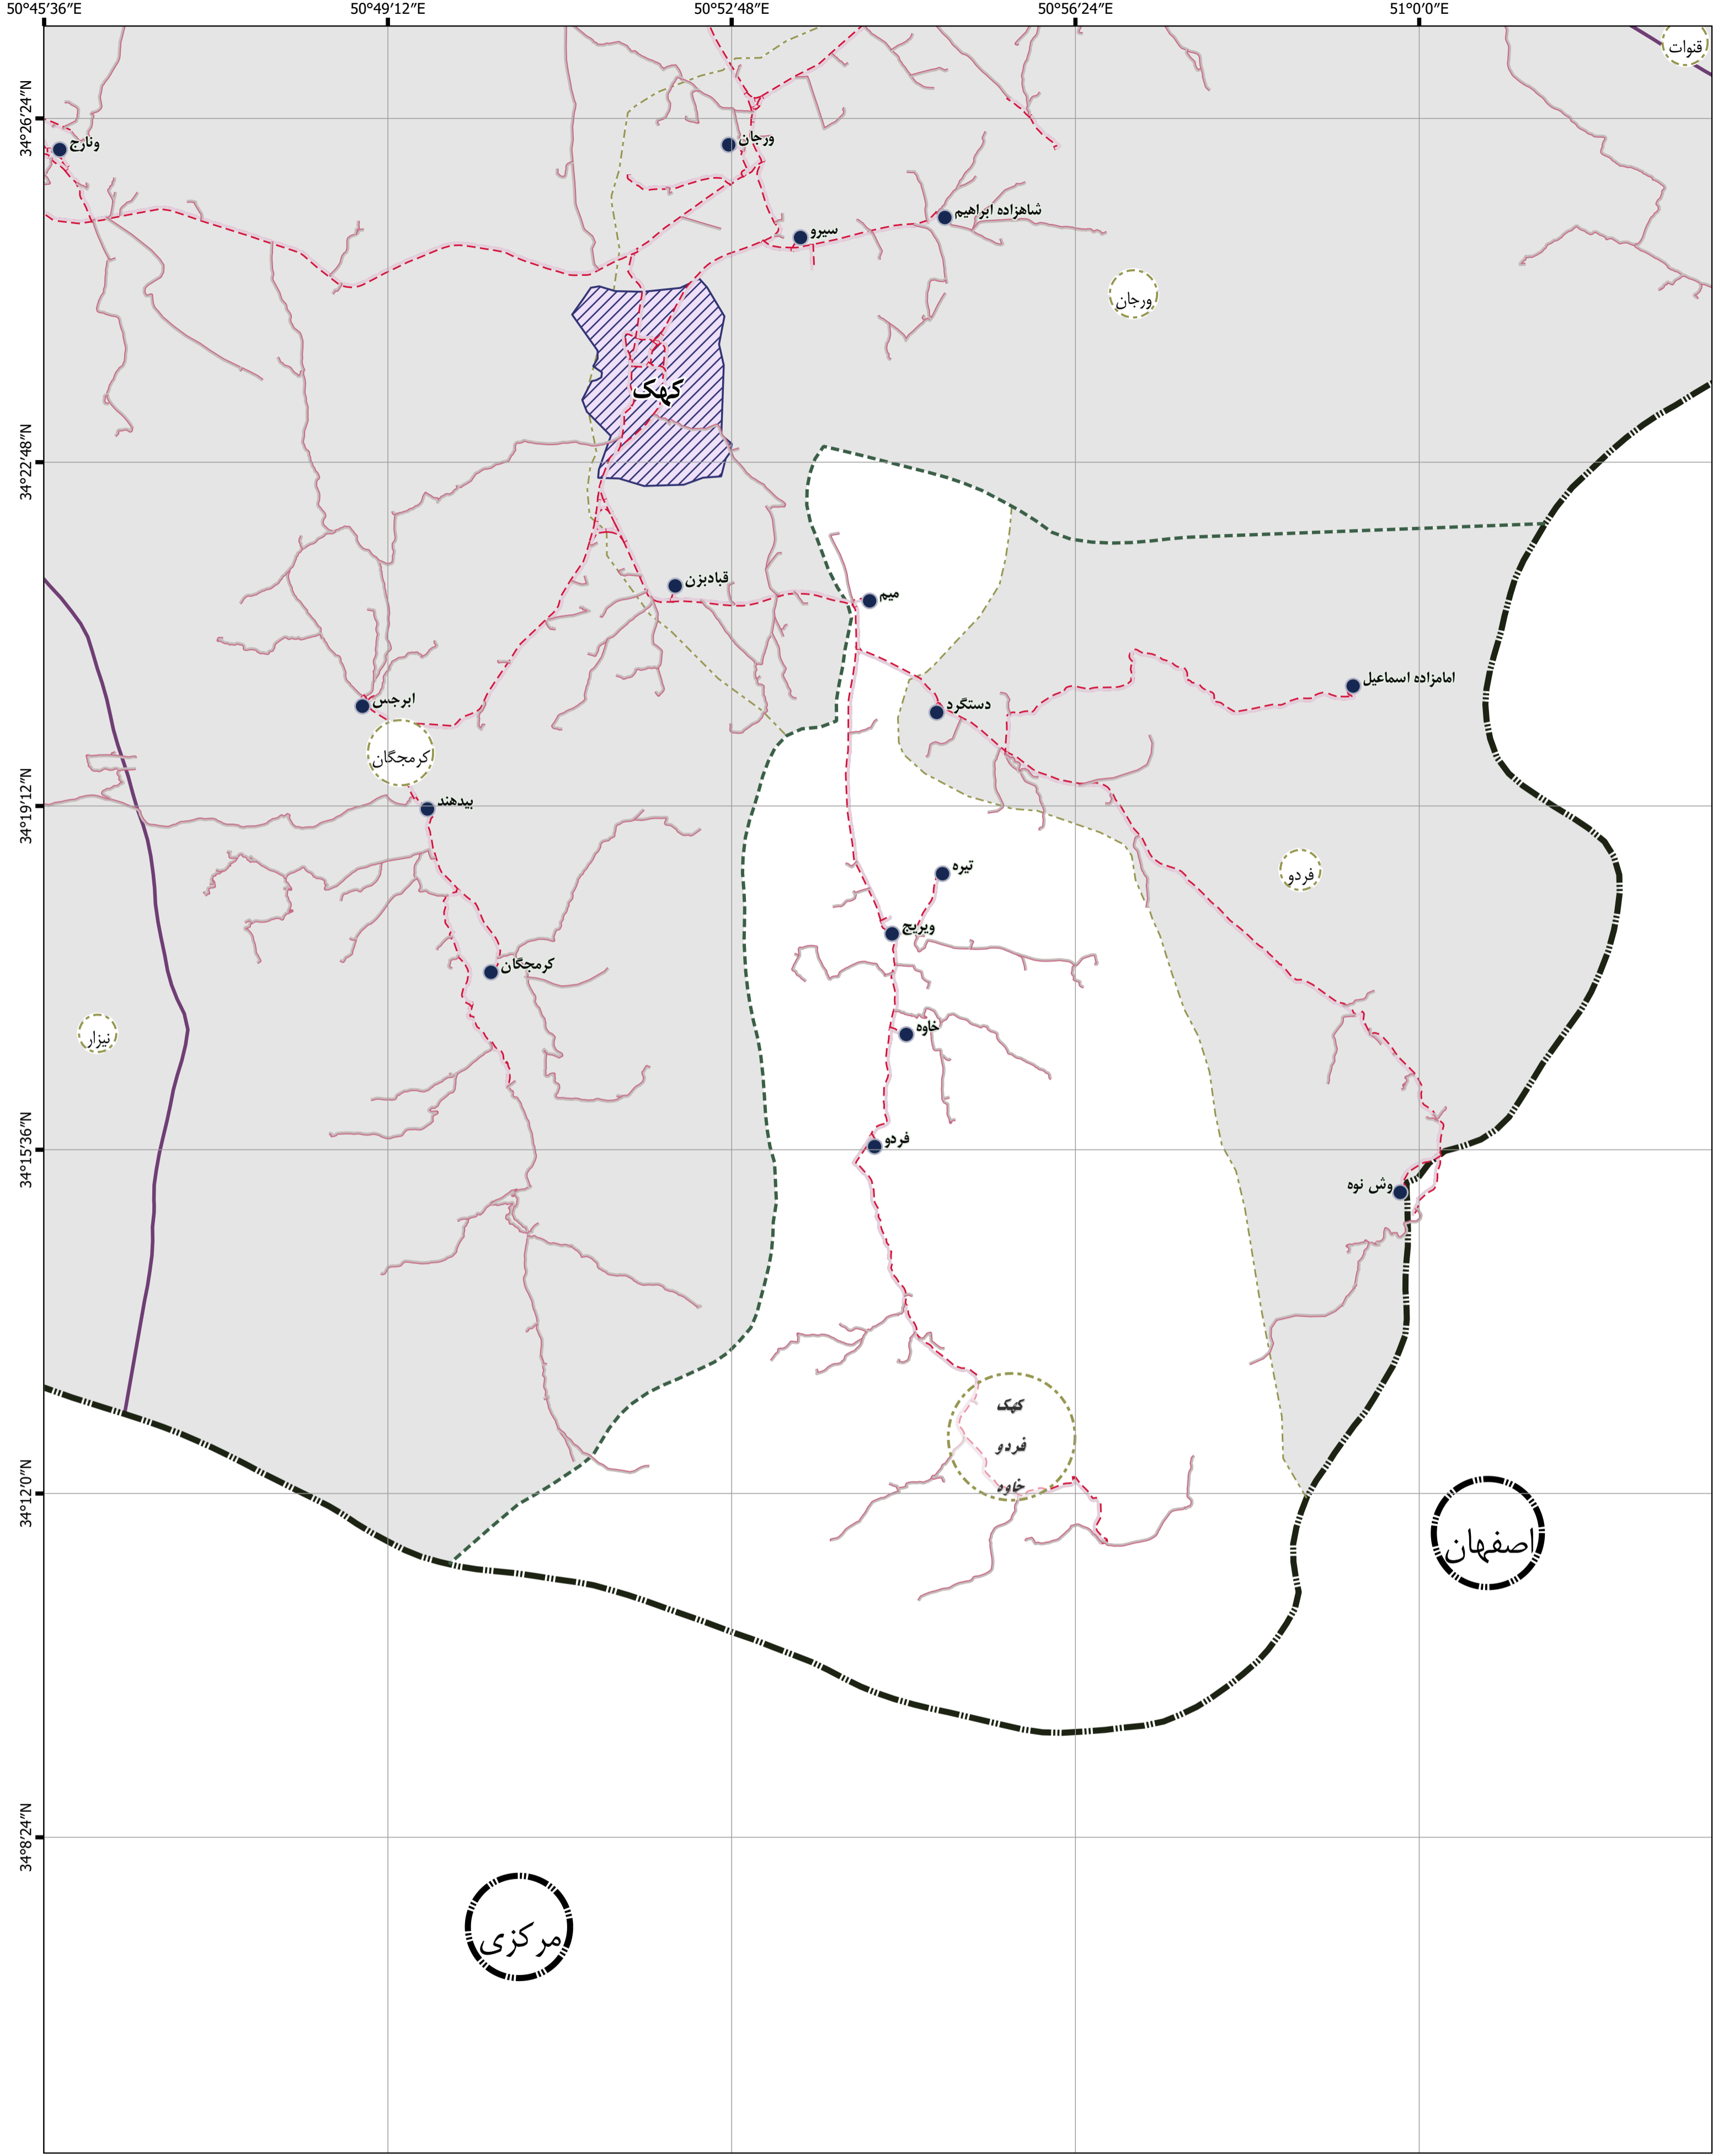 50°45′36″E
50°49′12″E
50°52′48″E
50°56′24″E
51°0′0″E
قنوات
34°26′24″N
ونارج
ورجان
شاهزاده ابراهیم
سیرو
ورجان
کهک
34°22′48″N
قبادبزن
میم
امامزاده اسماعیل
ابرجس
دستگرد
کرمجگان
34°19′12″N
بیدهند
تیره
فردو
ویریج
کرمجگان
خاوه
نیزار
فردو
34°15′36″N
وش نوه
کهک
فردو
خاوه
34°12′0″N
اصفهان
34°8′24″N
مرکزی